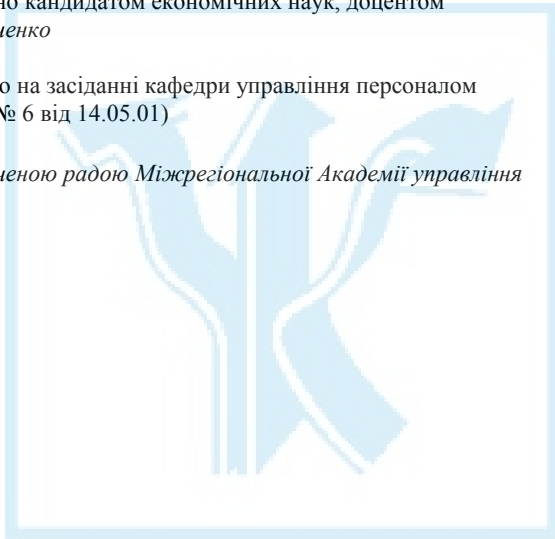 но кандидатом економічних наук, доцентом
ченко
о на засіданні кафедри управління персоналом
№ 6 від 14.05.01)
ченою радою Міжрегіональної Академії управління